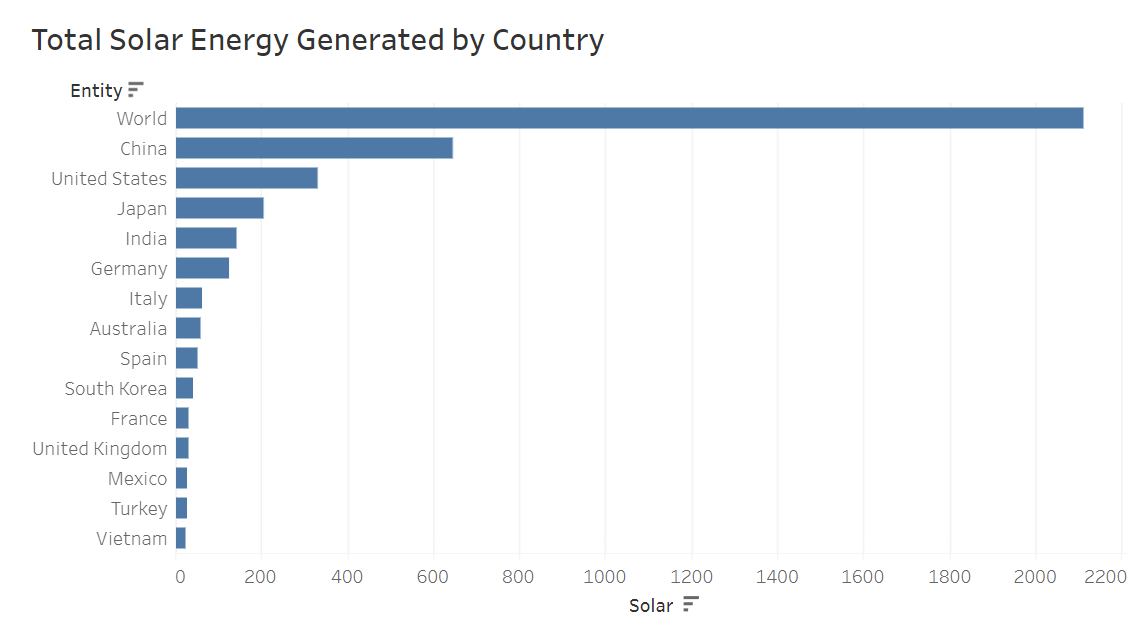 Total Solar Energy Generated by Country
Entity
World
China
United States
Japan
India
Germany
Italy
Australia
Spain
South Korea
France
United Kingdom
Mexico
Turkey
Vietnam
0 200 400 600 800 1000 1200 1400 1600 1800 2000 2200
Solar